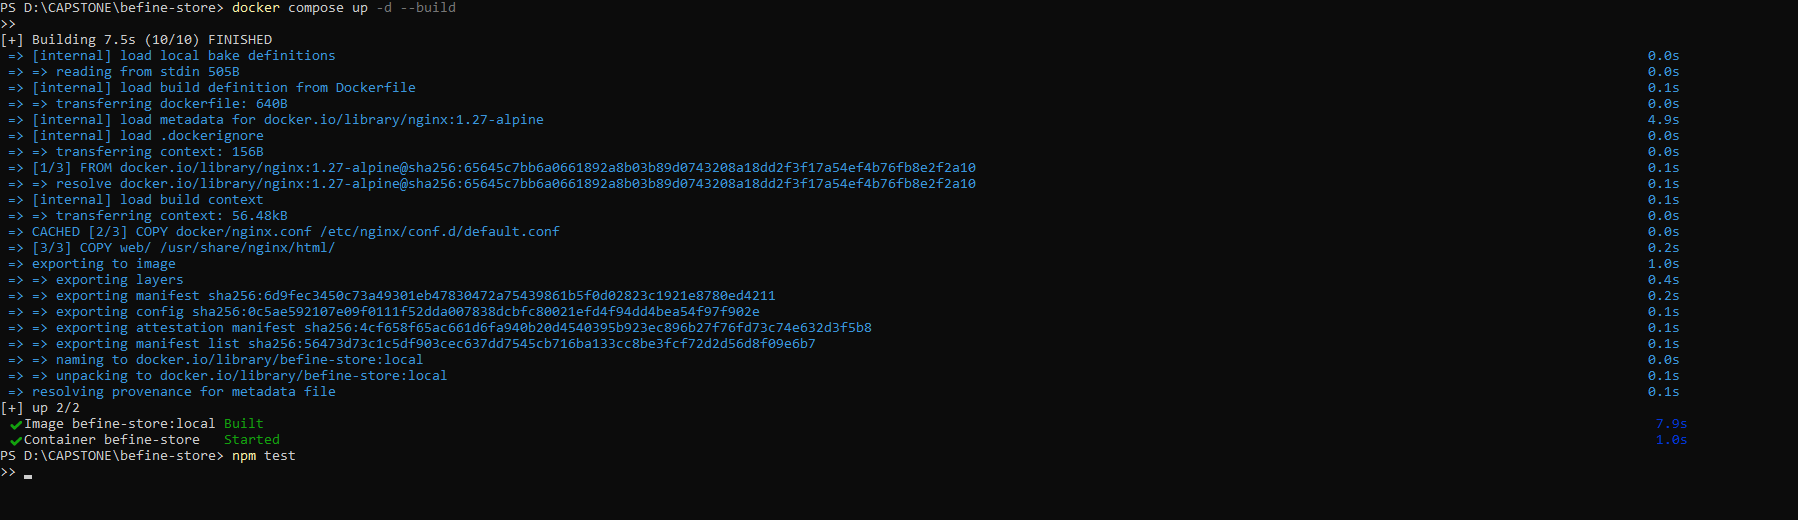 PS D:\CAPSTONE\befine-store> docker compose up -d --build
>>
[+] Building 7.5s (10/10) FINISHED
=> [internal] load local bake definitions 0.0s
=> => reading from stdin 505B 0.0s
=> [internal] load build definition from Dockerfile 0.1s
=> => transferring dockerfile: 640B 0.0s
=> [internal] load metadata for docker.io/library/nginx:1.27-alpine 4.9s
=> [internal] load .dockerignore 0.0s
=> => transferring context: 156B 0.0s
=> [1/3] FROM docker.io/library/nginx:1.27-alpine@sha256:65645c7bb6a0661892a8b03b89d0743208a18dd2f3f17a54ef4b76fb8e2f2a10 0.1s
=> => resolve docker.io/library/nginx:1.27-alpine@sha256:65645c7bb6a0661892a8b03b89d0743208a18dd2f3f17a54ef4b76fb8e2f2a10 0.1s
=> [internal] load build context 0.1s
=> => transferring context: 56.48kB 0.0s
=> CACHED [2/3] COPY docker/nginx.conf /etc/nginx/conf.d/default.conf 0.0s
=> [3/3] COPY web/ /usr/share/nginx/html/ 0.2s
=> exporting to image 1.0s
=> => exporting layers 0.4s
=> => exporting manifest sha256:6d9fec3450c73a49301eb47830472a75439861b5f0d02823c1921e8780ed4211 0.2s
=> => exporting config sha256:0c5ae592107e09f0111f52dda007838dcbfc80021efd4f94dd4bea54f97f902e 0.1s
=> => exporting attestation manifest sha256:4cf658f65ac661d6fa940b20d4540395b923ec896b27f76fd73c74e632d3f5b8 0.1s
=> => exporting manifest list sha256:56473d73c1c5df903cec637dd7545cb716ba133cc8be3fcf72d2d56d8f09e6b7 0.1s
=> => naming to docker.io/library/befine-store:local 0.0s
=> => unpacking to docker.io/library/befine-store:local 0.1s
=> resolving provenance for metadata file 0.1s
[+] up 2/2
✔Image befine-store:local Built 7.9s
✔Container befine-store Started 1.0s
PS D:\CAPSTONE\befine-store> npm test
>>